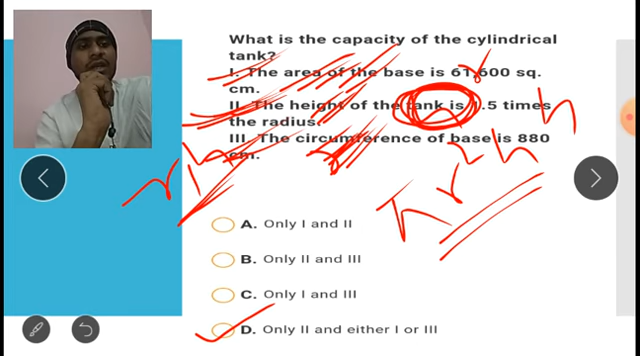 What is the capacity of the cylindrical
tank?
I. The area of the base is 61,600 sq.
cm.
II. The height of the tank is 1.5 times
the radius.
III. The circumference of base is 880
cm.
A. Only I and II
B. Only II and III
C. Only I and III
D. Only II and either I or III